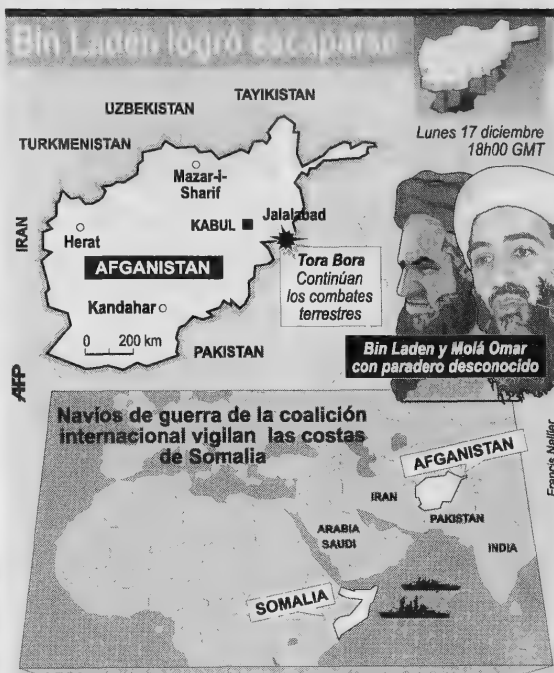 Bin Laden logró escaparse
Lunes 17 diciembre
18h00 GMT
TAYIKISTAN
UZBEKISTAN
TURKMENISTAN
Mazar-i-
Sharif
IRAN
Herat
KABUL
Jalalabad
AFGANISTAN
Tora Bora
Continúan
los combates
terrestres
Kandahar
0 200 km
PAKISTAN
Bin Laden y Molá Omar
con paradero desconocido
AFP
Navíos de guerra de la coalición
internacional vigilan las costas
de Somalia
AFGANISTAN
IRAN
PAKISTAN
ARABIA
SAUDI
INDIA
SOMALIA
Francis Nallier